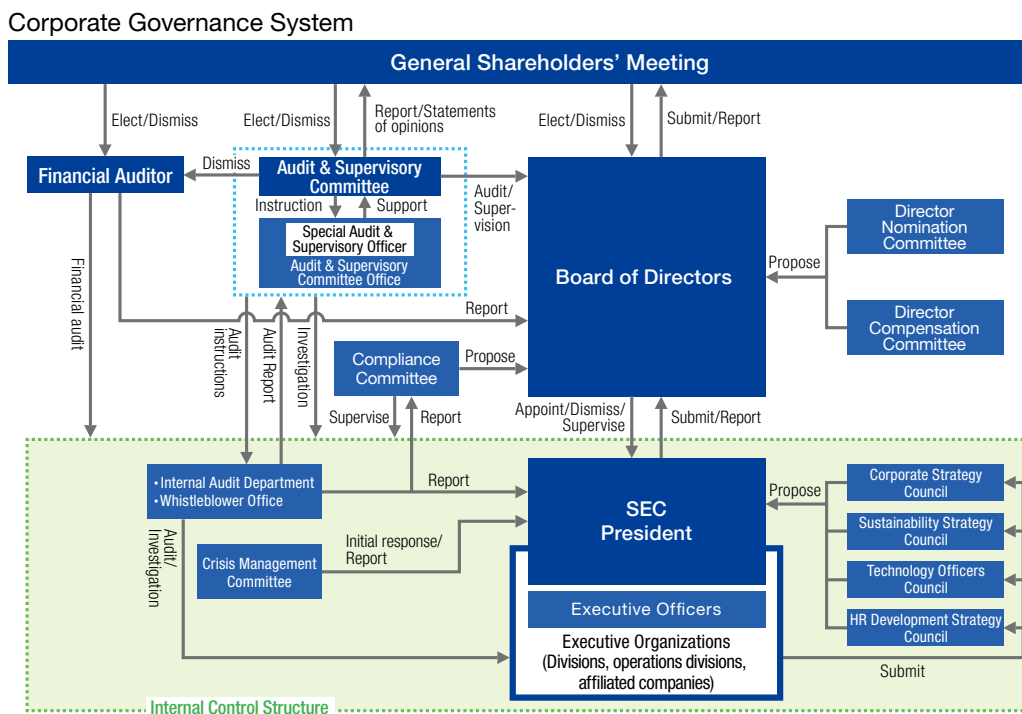 Corporate Governance System
General Shareholders' Meeting
Elect/Dismiss
Elect/Dismiss
Report/Statements
of opinions
Elect/Dismiss
Submit/Report
Financial Auditor
Dismiss
Audit & Supervisory
Committee
Audit/
Super-
vision
Instruction
Support
Special Audit &
Supervisory Officer
Audit & Supervisory
Committee Office
Board of Directors
Propose
Director
Nomination
Committee
Director
Compensation
Committee
Financial audit
Report
Audit
instructions
Audit Report
Investigation
Compliance
Committee
Propose
Supervise
Report
Appoint/Dismiss/
Supervise
Submit/Report
• Internal Audit Department
• Whistleblower Office
Report
SEC
President
Propose
Corporate Strategy
Council
Sustainability Strategy
Council
Technology Officers
Council
HR Development Strategy
Council
Audit/
Investigation
Crisis Management
Committee
Initial response/
Report
Executive Officers
Executive Organizations
(Divisions, operations divisions,
affiliated companies)
Submit
Internal Control Structure